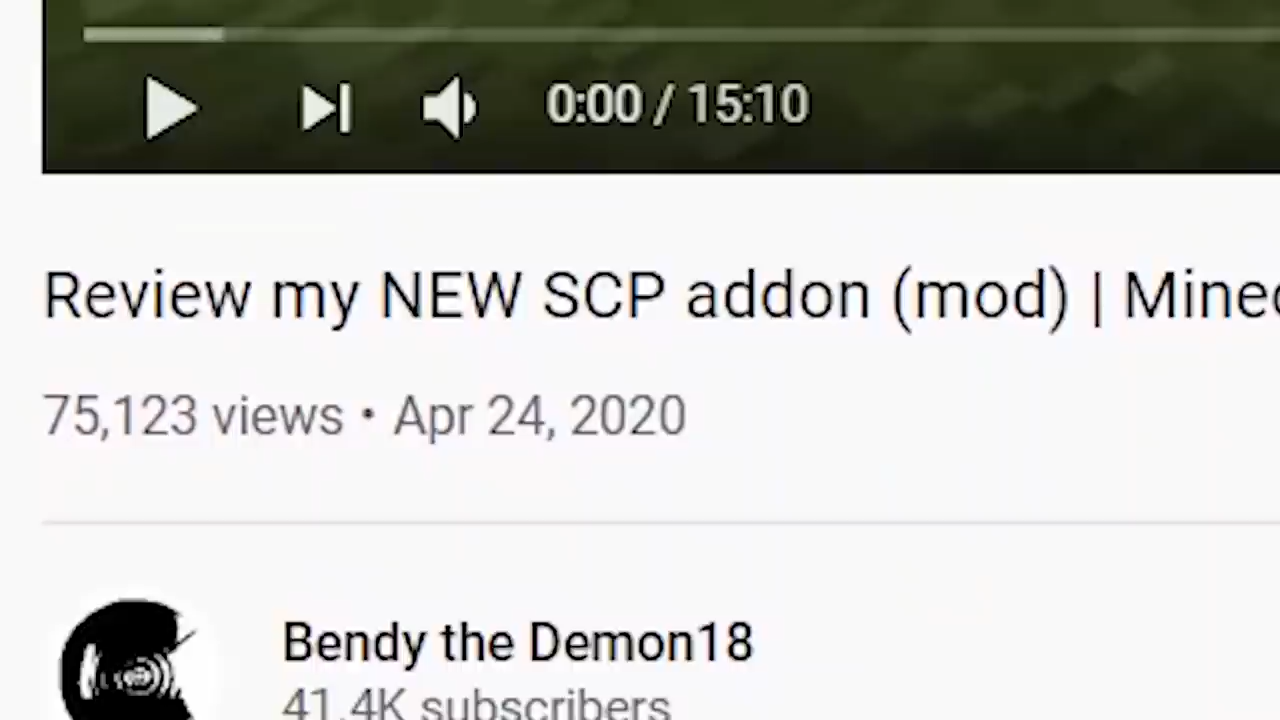 0:00 / 15:10
Review my NEW SCP addon (mod) | Minec
75,123 views • Apr 24, 2020
Bendy the Demon18
41.4K subscribers